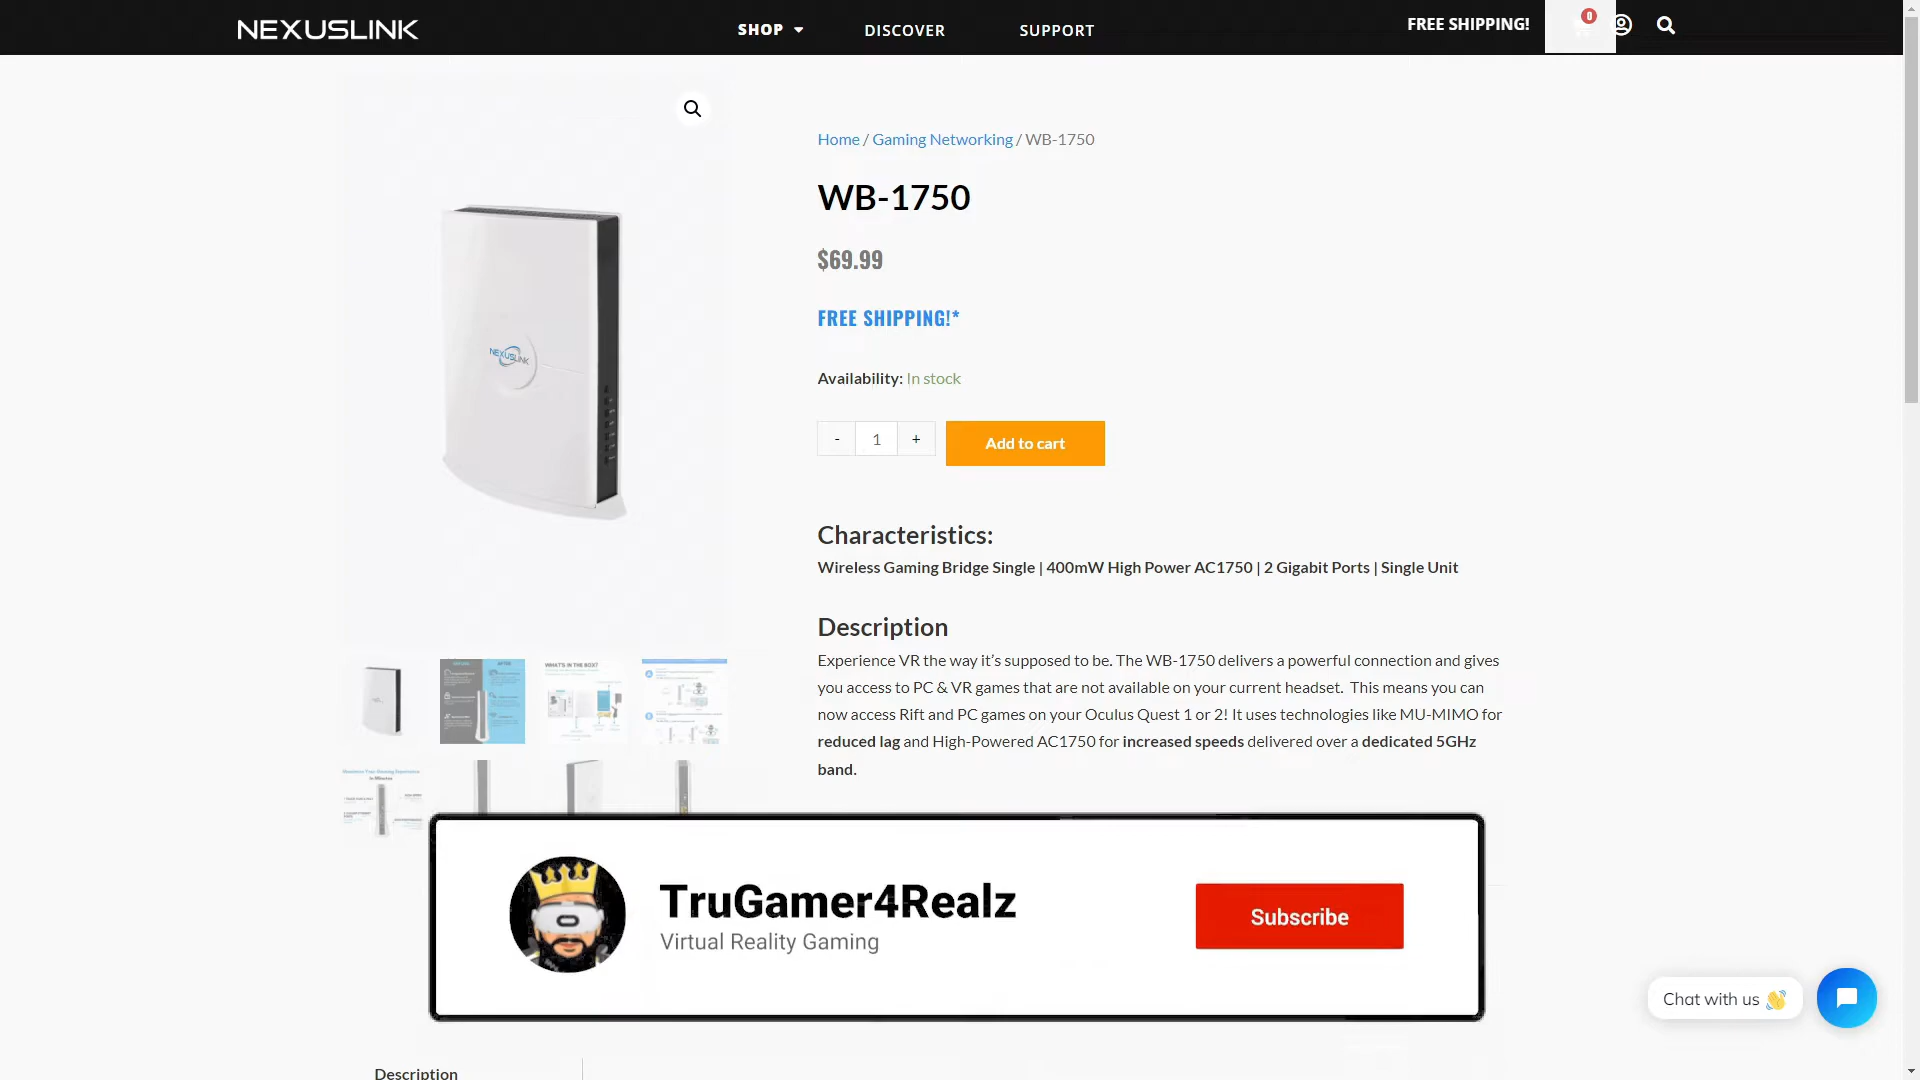 NEXUSLINK
SHOP
DISCOVER
SUPPORT
FREE SHIPPING!
0
Home / Gaming Networking / WB-1750
WB-1750
$69.99
FREE SHIPPING!*
Availability: In stock
- 1 +
Add to cart
NEXUSLINK
Characteristics:
Wireless Gaming Bridge Single | 400mW High Power AC1750 | 2 Gigabit Ports | Single Unit
Description
Experience VR the way it’s supposed to be. The WB-1750 delivers a powerful connection and gives
you access to PC & VR games that are not available on your current headset. This means you can
now access Rift and PC games on your Oculus Quest 1 or 2! It uses technologies like MU-MIMO for
reduced lag and High-Powered AC1750 for increased speeds delivered over a dedicated 5GHz
band.
WHAT'S IN THE BOX?
TruGamer4Realz
Virtual Reality Gaming
Subscribe
Chat with us 👋
Description